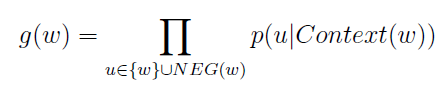 g(w) = ∏ p(u|Context(w))
u∈{w}∪NEG(w)